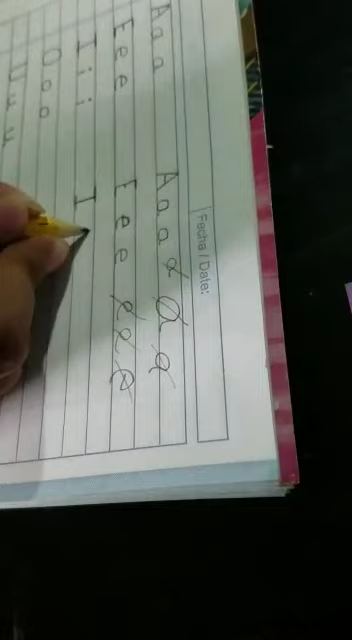 Fecha / Date:
A a a A a a a a a
E e e E e e e e e
I i i I
O o o
U u u